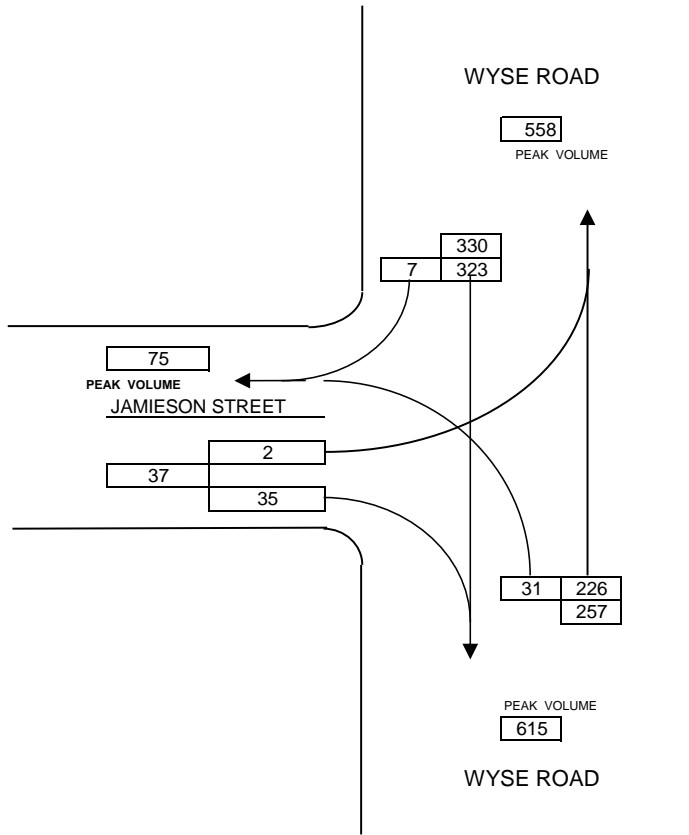 WYSE ROAD
558
PEAK VOLUME
330
7 323
75
PEAK VOLUME
JAMIESON STREET
2
37
35
31 226
257
PEAK VOLUME
615
WYSE ROAD